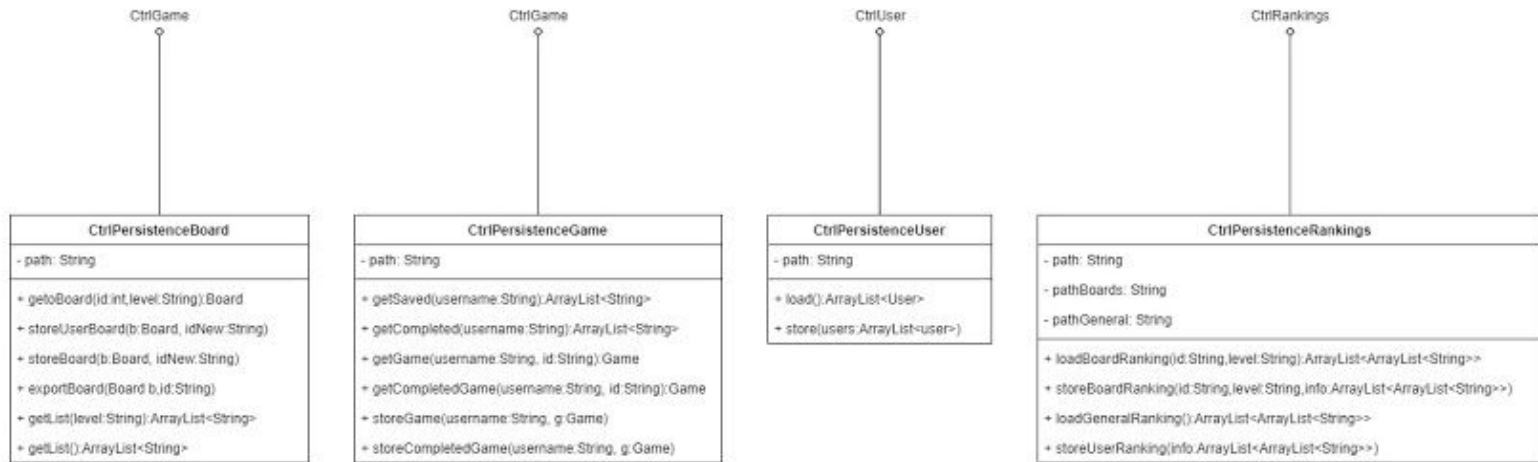 CtrlGame
CtrlGame
CtrlUser
CtrlRankings
CtrlPersistenceBoard
- path: String
+ getoBoard(id:int,level:String):Board
+ storeUserBoard(b:Board, idNew:String)
+ storeBoard(b:Board, idNew:String)
+ exportBoard(Board b,id:String)
+ getList(level:String):ArrayList<String>
+ getList():ArrayList<String>
CtrlPersistenceGame
- path: String
+ getSaved(username:String):ArrayList<String>
+ getCompleted(username:String):ArrayList<String>
+ getGame(username:String, id:String):Game
+ getCompletedGame(username:String, id:String):Game
+ storeGame(username:String, g:Game)
+ storeCompletedGame(username:String, g:Game)
CtrlPersistenceUser
- path: String
+ load():ArrayList<User>
+ store(users:ArrayList<user>)
CtrlPersistenceRankings
- path: String
- pathBoards: String
- pathGeneral: String
+ loadBoardRanking(id:String,level:String):ArrayList<ArrayList<String>>
+ storeBoardRanking(id:String,level:String,info:ArrayList<ArrayList<String>>)
+ loadGeneralRanking():ArrayList<ArrayList<String>>
+ storeUserRanking(info:ArrayList<ArrayList<String>>)